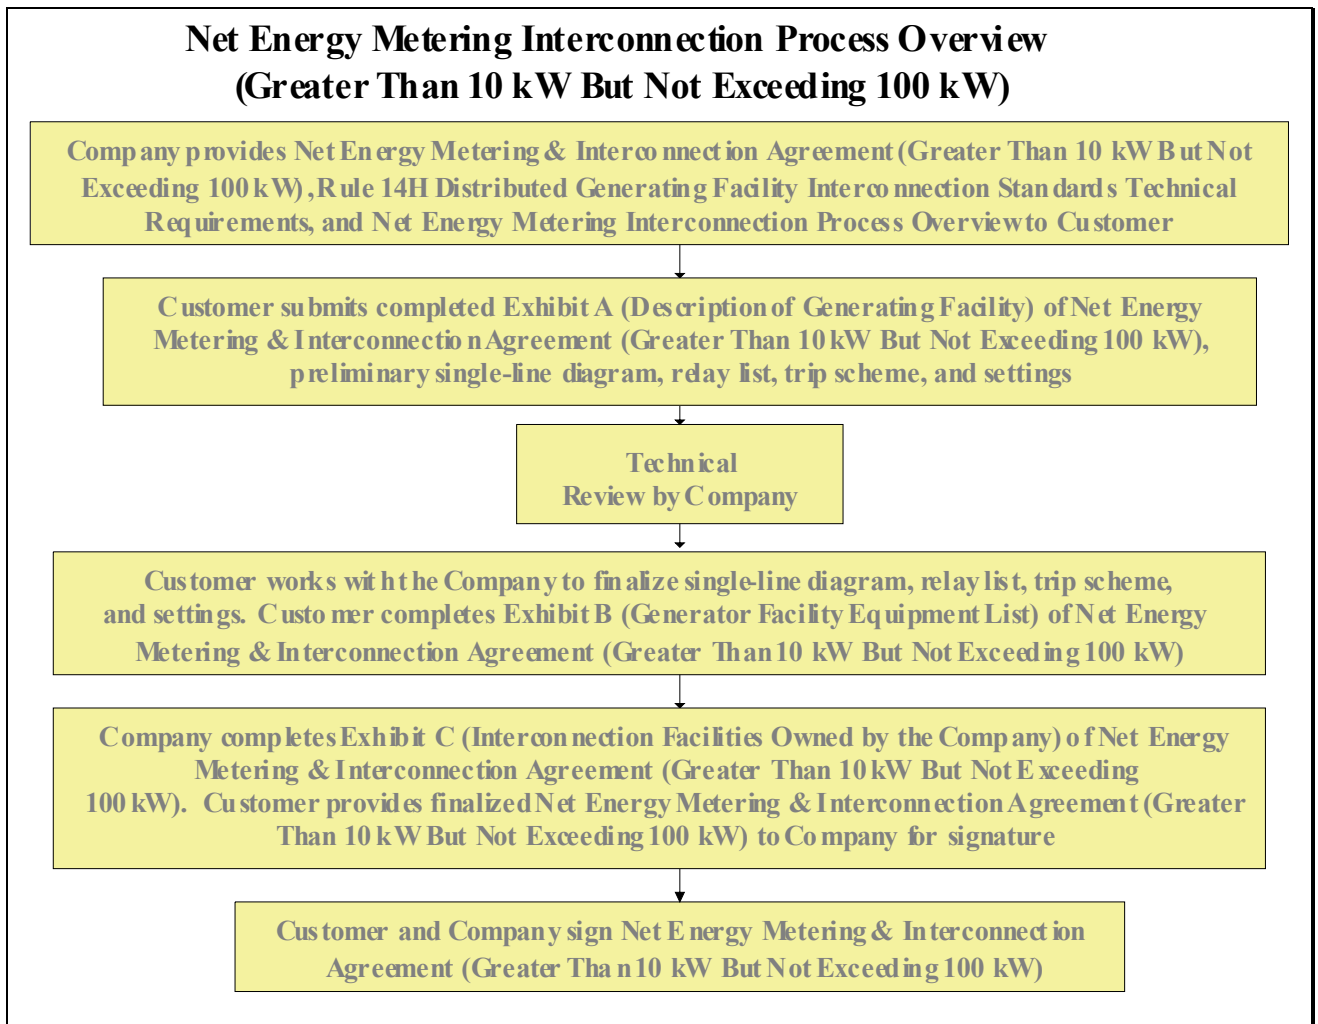 Net Energy Metering Interconnection Process Overview
(Greater Than 10 kW But Not Exceeding 100 kW)
Company provides Net Energy Metering & Interconnection Agreement (Greater Than 10 kW But Not
Exceeding 100 kW), Rule 14H Distributed Generating Facility Interconnection Standards Technical
Requirements, and Net Energy Metering Interconnection Process Overview to Customer
Customer submits completed Exhibit A (Description of Generating Facility) of Net Energy
Metering & Interconnection Agreement (Greater Than 10 kW But Not Exceeding 100 kW),
preliminary single-line diagram, relay list, trip scheme, and settings
Technical
Review by Company
Customer works with the Company to finalize single-line diagram, relay list, trip scheme,
and settings. Customer completes Exhibit B (Generator Facility Equipment List) of Net Energy
Metering & Interconnection Agreement (Greater Than 10 kW But Not Exceeding 100 kW)
Company completes Exhibit C (Interconnection Facilities Owned by the Company) of Net Energy
Metering & Interconnection Agreement (Greater Than 10 kW But Not Exceeding
100 kW). Customer provides finalized Net Energy Metering & Interconnection Agreement (Greater
Than 10 kW But Not Exceeding 100 kW) to Company for signature
Customer and Company sign Net Energy Metering & Interconnection
Agreement (Greater Than 10 kW But Not Exceeding 100 kW)